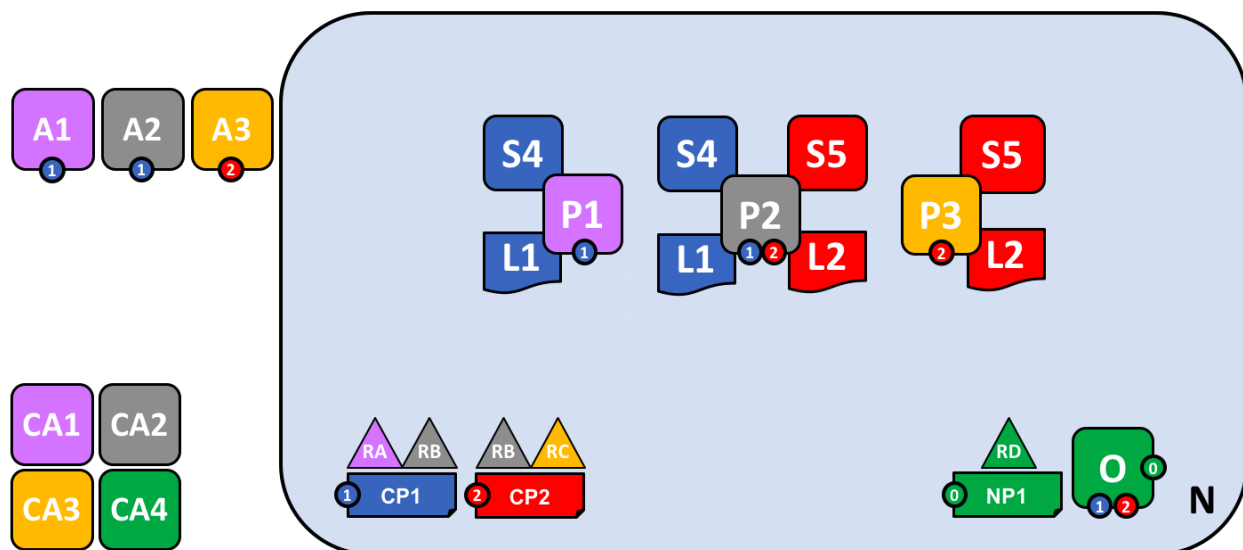 A1 A2 A3
1 1 2
S4 S4 S5 S5
P1 P2 P3
1 1 2 2
L1 L1 L2 L2
CA1 CA2
CA3 CA4
RA RB RB RC RD
1 CP1 2 CP2 0 NP1 O 0
1 2
N